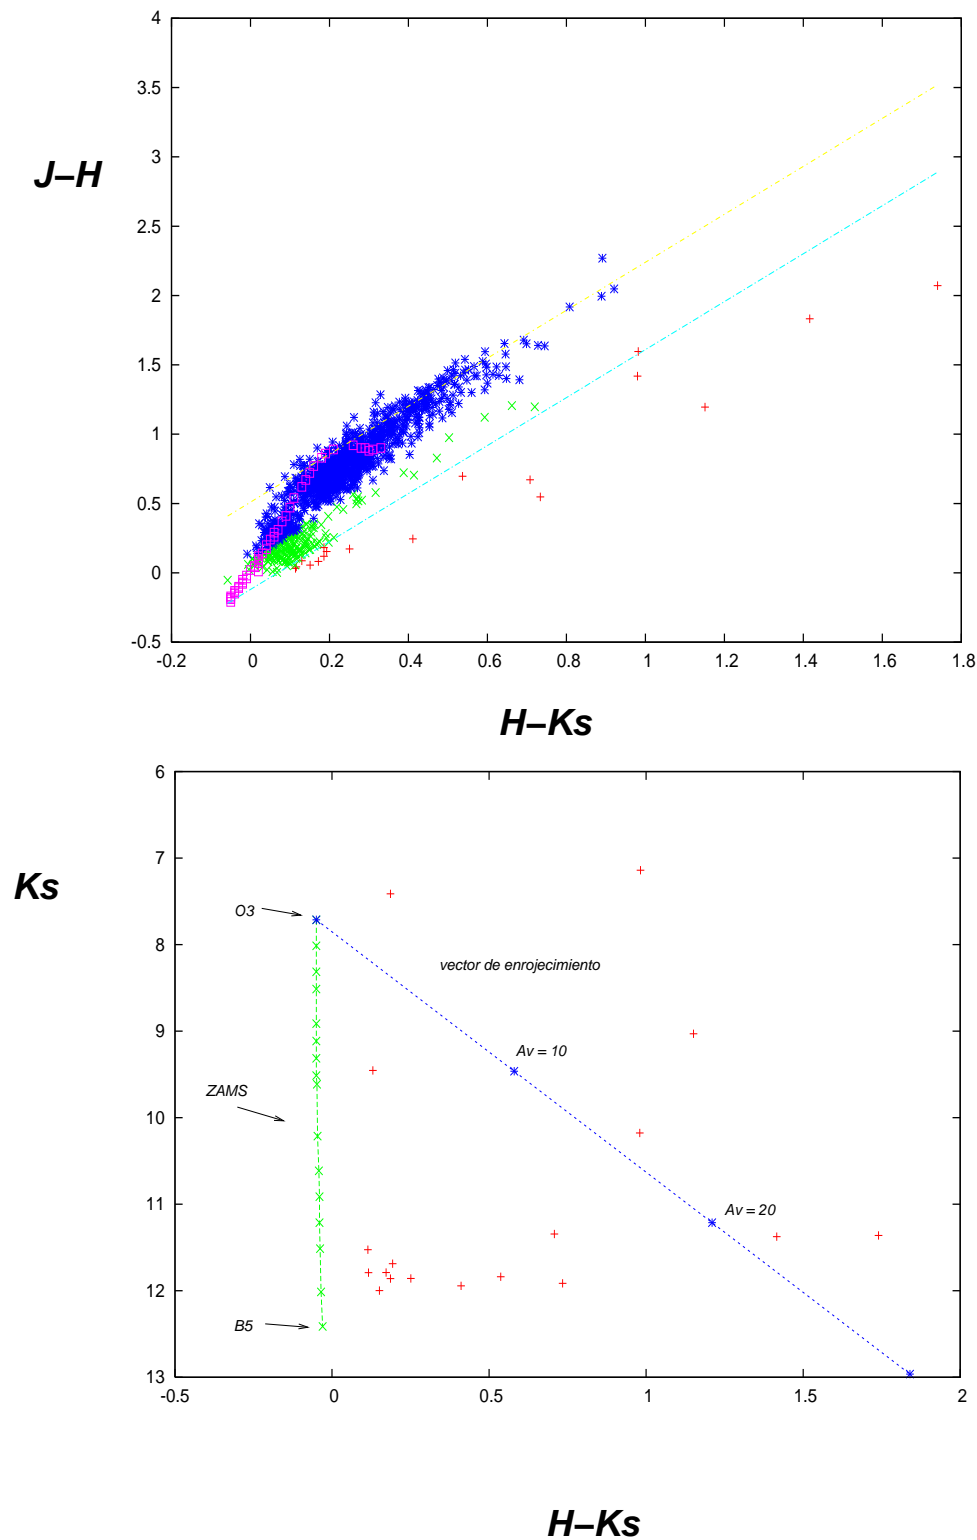 4
3.5
3
2.5
2
1.5
1
0.5
0
-0.5
J–H
-0.2 0 0.2 0.4 0.6 0.8 1 1.2 1.4 1.6 1.8
H–Ks
6
7
8
9
10
11
12
13
Ks
O3
vector de enrojecimiento
Av = 10
ZAMS
Av = 20
B5
-0.5 0 0.5 1 1.5 2
H–Ks